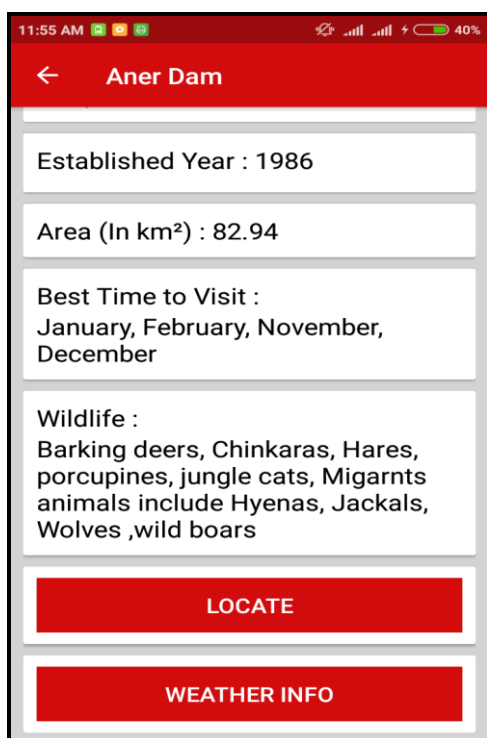 11:55 AM 40%
Aner Dam
Established Year : 1986
Area (In km²) : 82.94
Best Time to Visit :
January, February, November,
December
Wildlife :
Barking deers, Chinkaras, Hares,
porcupines, jungle cats, Migarnts
animals include Hyenas, Jackals,
Wolves ,wild boars
LOCATE
WEATHER INFO